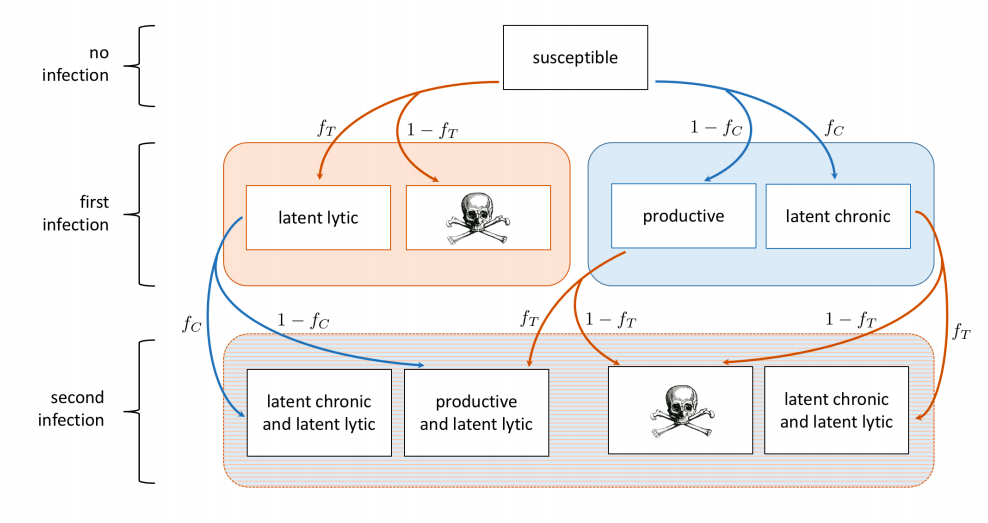 no
infection
susceptible
f_T
1 − f_T
1 − f_C
f_C
first
infection
latent lytic
productive
latent chronic
f_C
1 − f_C
f_T
1 − f_T
1 − f_T
f_T
second
infection
latent chronic
and latent lytic
productive
and latent lytic
latent chronic
and latent lytic